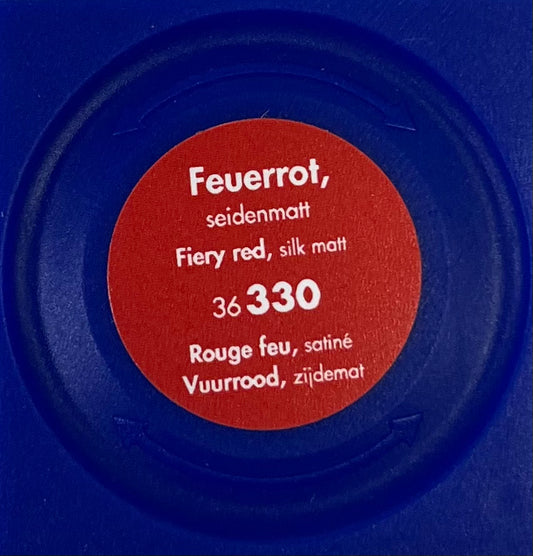 Feuerrot,
seidenmatt
Fiery red, silk matt
36 330
Rouge feu, satiné
Vuurrood, zijdemat